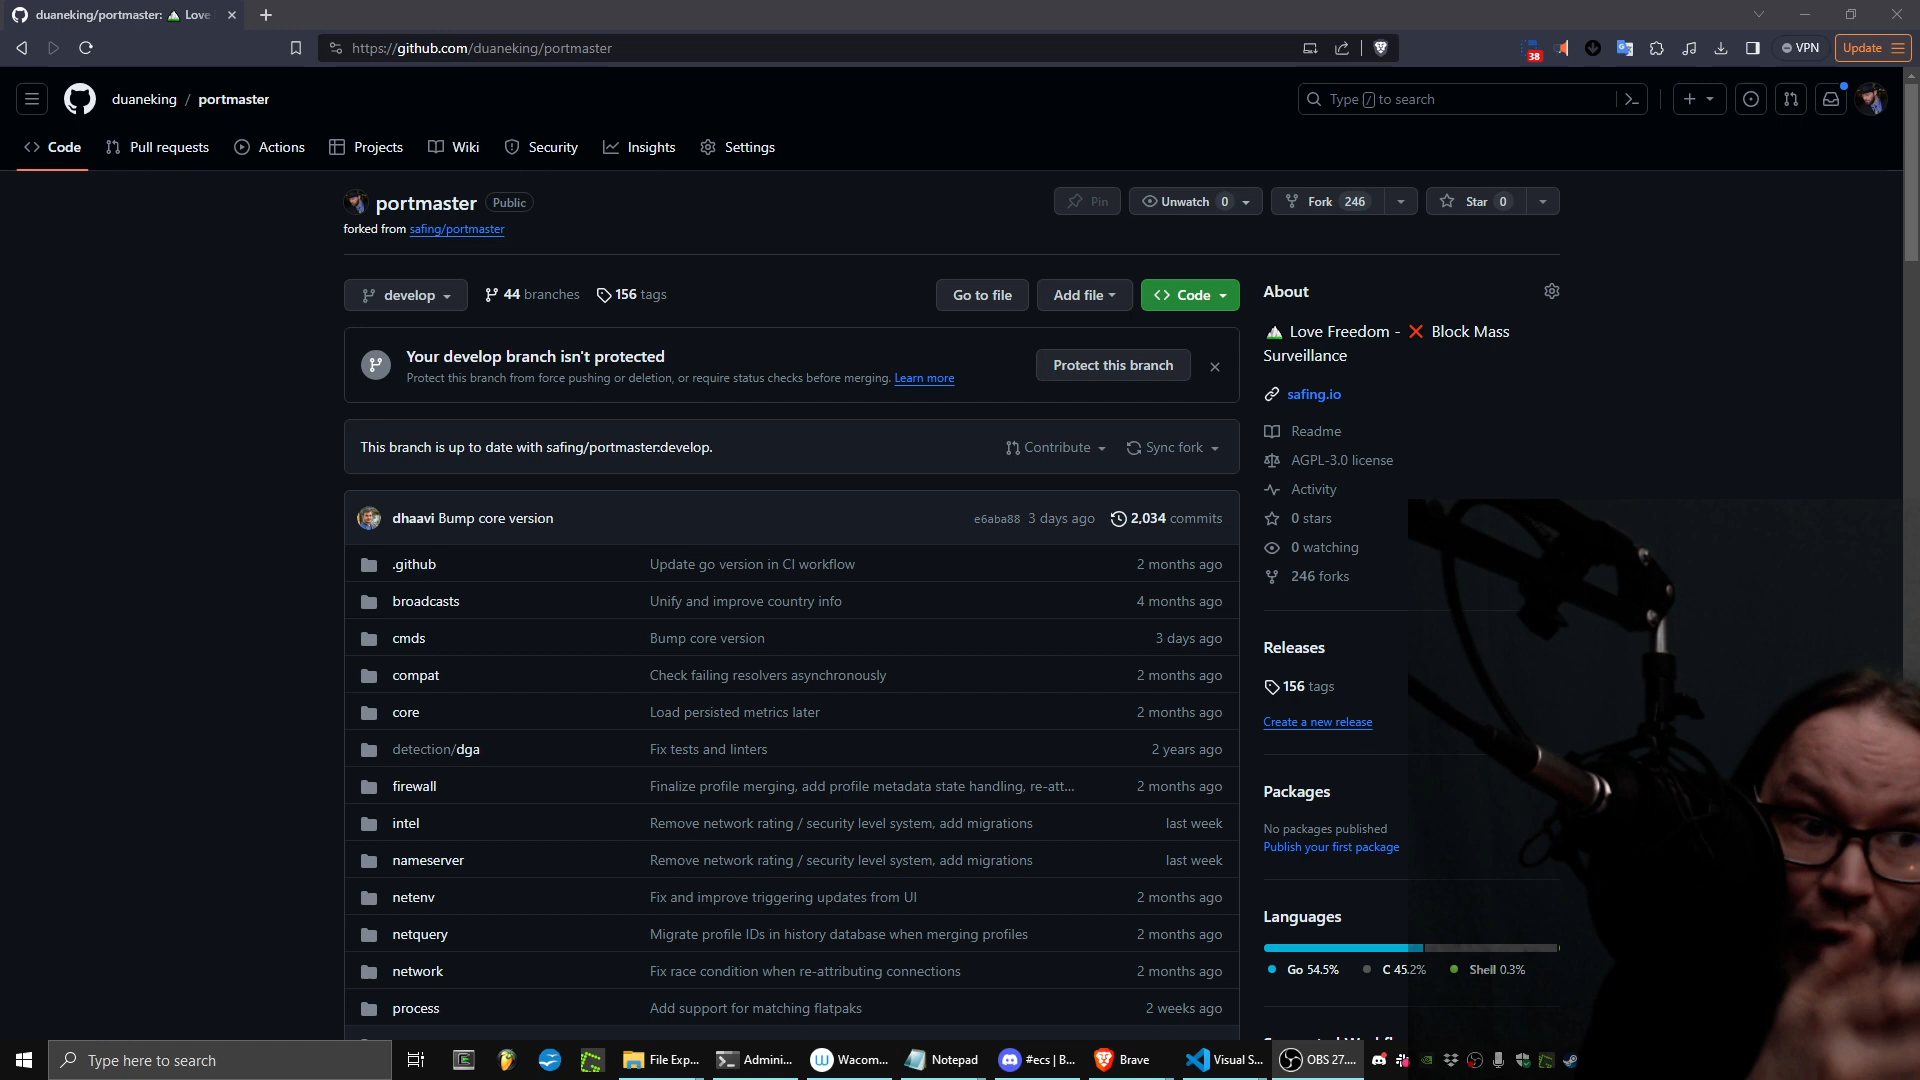 duaneking/portmaster: Love
https://github.com/duaneking/portmaster
38
VPN
Update
duaneking / portmaster
Type / to search
Code
Pull requests
Actions
Projects
Wiki
Security
Insights
Settings
portmaster
Public
Pin
Unwatch 0
Fork 246
Star 0
forked from safing/portmaster
develop
44 branches
156 tags
Go to file
Add file
Code
Your develop branch isn't protected
Protect this branch from force pushing or deletion, or require status checks before merging. Learn more
Protect this branch
This branch is up to date with safing/portmaster:develop.
Contribute
Sync fork
dhaavi Bump core version
e6aba88 3 days ago
2,034 commits
.github Update go version in CI workflow 2 months ago
broadcasts Unify and improve country info 4 months ago
cmds Bump core version 3 days ago
compat Check failing resolvers asynchronously 2 months ago
core Load persisted metrics later 2 months ago
detection/dga Fix tests and linters 2 years ago
firewall Finalize profile merging, add profile metadata state handling, re-att... 2 months ago
intel Remove network rating / security level system, add migrations last week
nameserver Remove network rating / security level system, add migrations last week
netenv Fix and improve triggering updates from UI 2 months ago
netquery Migrate profile IDs in history database when merging profiles 2 months ago
network Fix race condition when re-attributing connections 2 months ago
process Add support for matching flatpaks 2 weeks ago
About
Love Freedom - ❌ Block Mass
Surveillance
safing.io
Readme
AGPL-3.0 license
Activity
0 stars
0 watching
246 forks
Releases
156 tags
Create a new release
Packages
No packages published
Publish your first package
Languages
Go 54.5% C 45.2% Shell 0.3%
Type here to search
File Exp...
Admini...
Wacom...
Notepad
#ecs | B...
Brave
Visual S...
OBS 27....